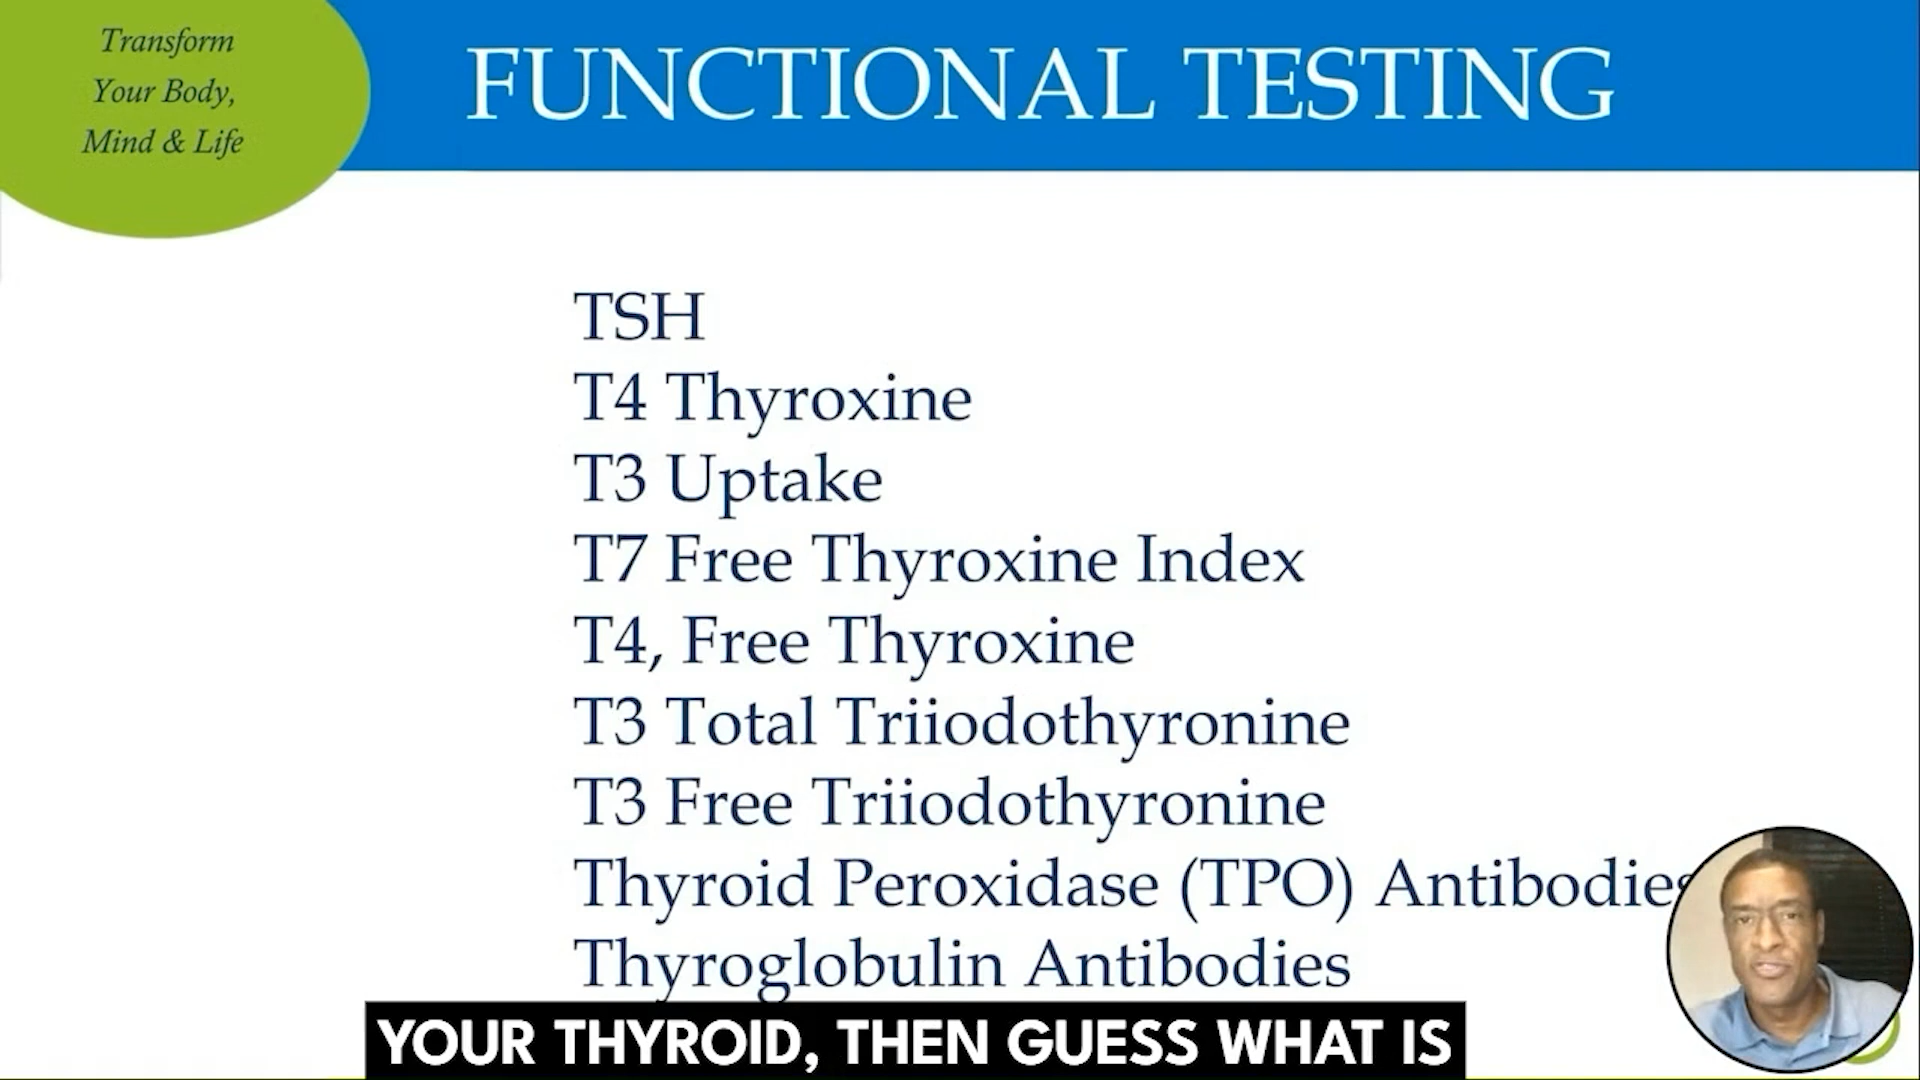 Transform
Your Body,
Mind & Life
FUNCTIONAL TESTING
TSH
T4 Thyroxine
T3 Uptake
T7 Free Thyroxine Index
T4, Free Thyroxine
T3 Total Triiodothyronine
T3 Free Triiodothyronine
Thyroid Peroxidase (TPO) Antibodies
Thyroglobulin Antibodies
YOUR THYROID, THEN GUESS WHAT IS